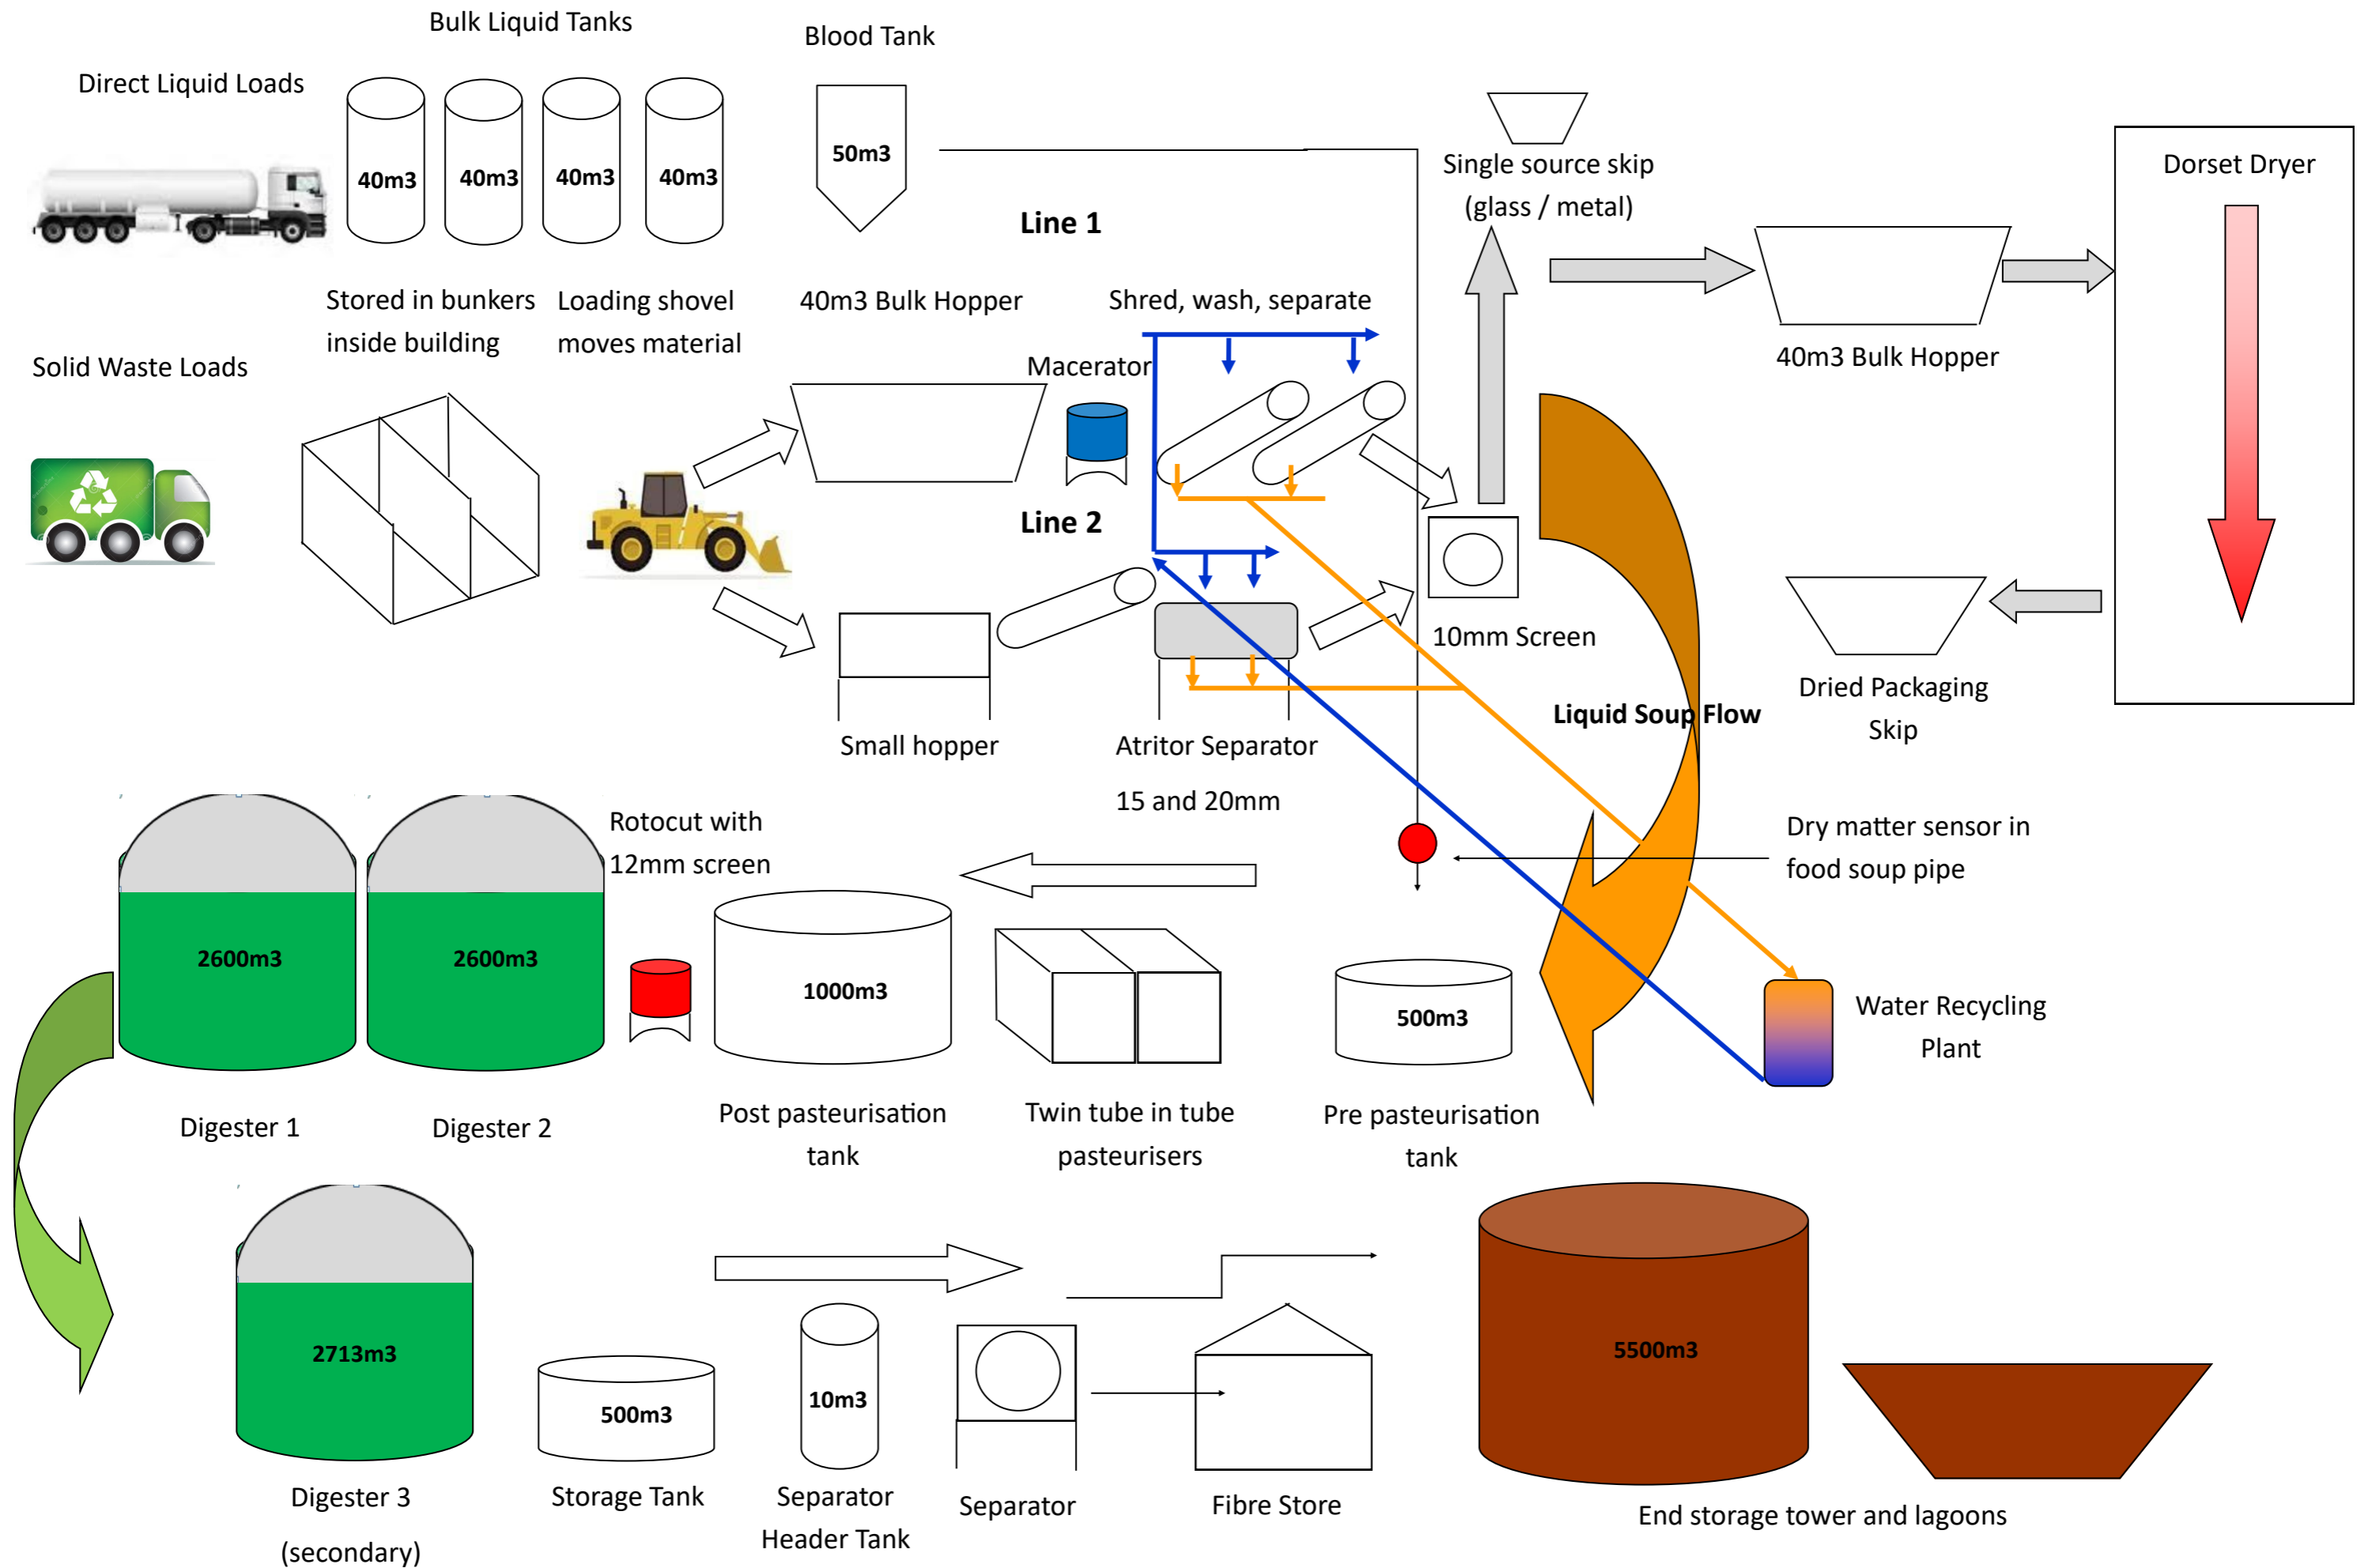 Bulk Liquid Tanks
Blood Tank
Direct Liquid Loads
40m3
40m3
40m3
40m3
50m3
Single source skip
(glass / metal)
Dorset Dryer
Line 1
Stored in bunkers
inside building
Loading shovel
moves material
40m3 Bulk Hopper
Shred, wash, separate
40m3 Bulk Hopper
Solid Waste Loads
Macerator
Line 2
10mm Screen
Small hopper
Atritor Separator
15 and 20mm
Liquid Soup Flow
Dried Packaging
Skip
Rotocut with
12mm screen
Dry matter sensor in
food soup pipe
2600m3
2600m3
1000m3
500m3
Water Recycling
Plant
Digester 1
Digester 2
Post pasteurisation
tank
Twin tube in tube
pasteurisers
Pre pasteurisation
tank
2713m3
500m3
10m3
5500m3
Digester 3
(secondary)
Storage Tank
Separator
Header Tank
Separator
Fibre Store
End storage tower and lagoons